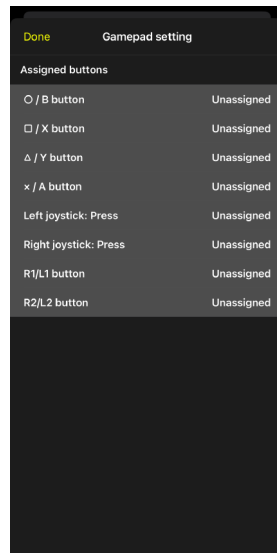 Done Gamepad setting
Assigned buttons
○ / B button Unassigned
□ / X button Unassigned
△ / Y button Unassigned
× / A button Unassigned
Left joystick: Press Unassigned
Right joystick: Press Unassigned
R1/L1 button Unassigned
R2/L2 button Unassigned